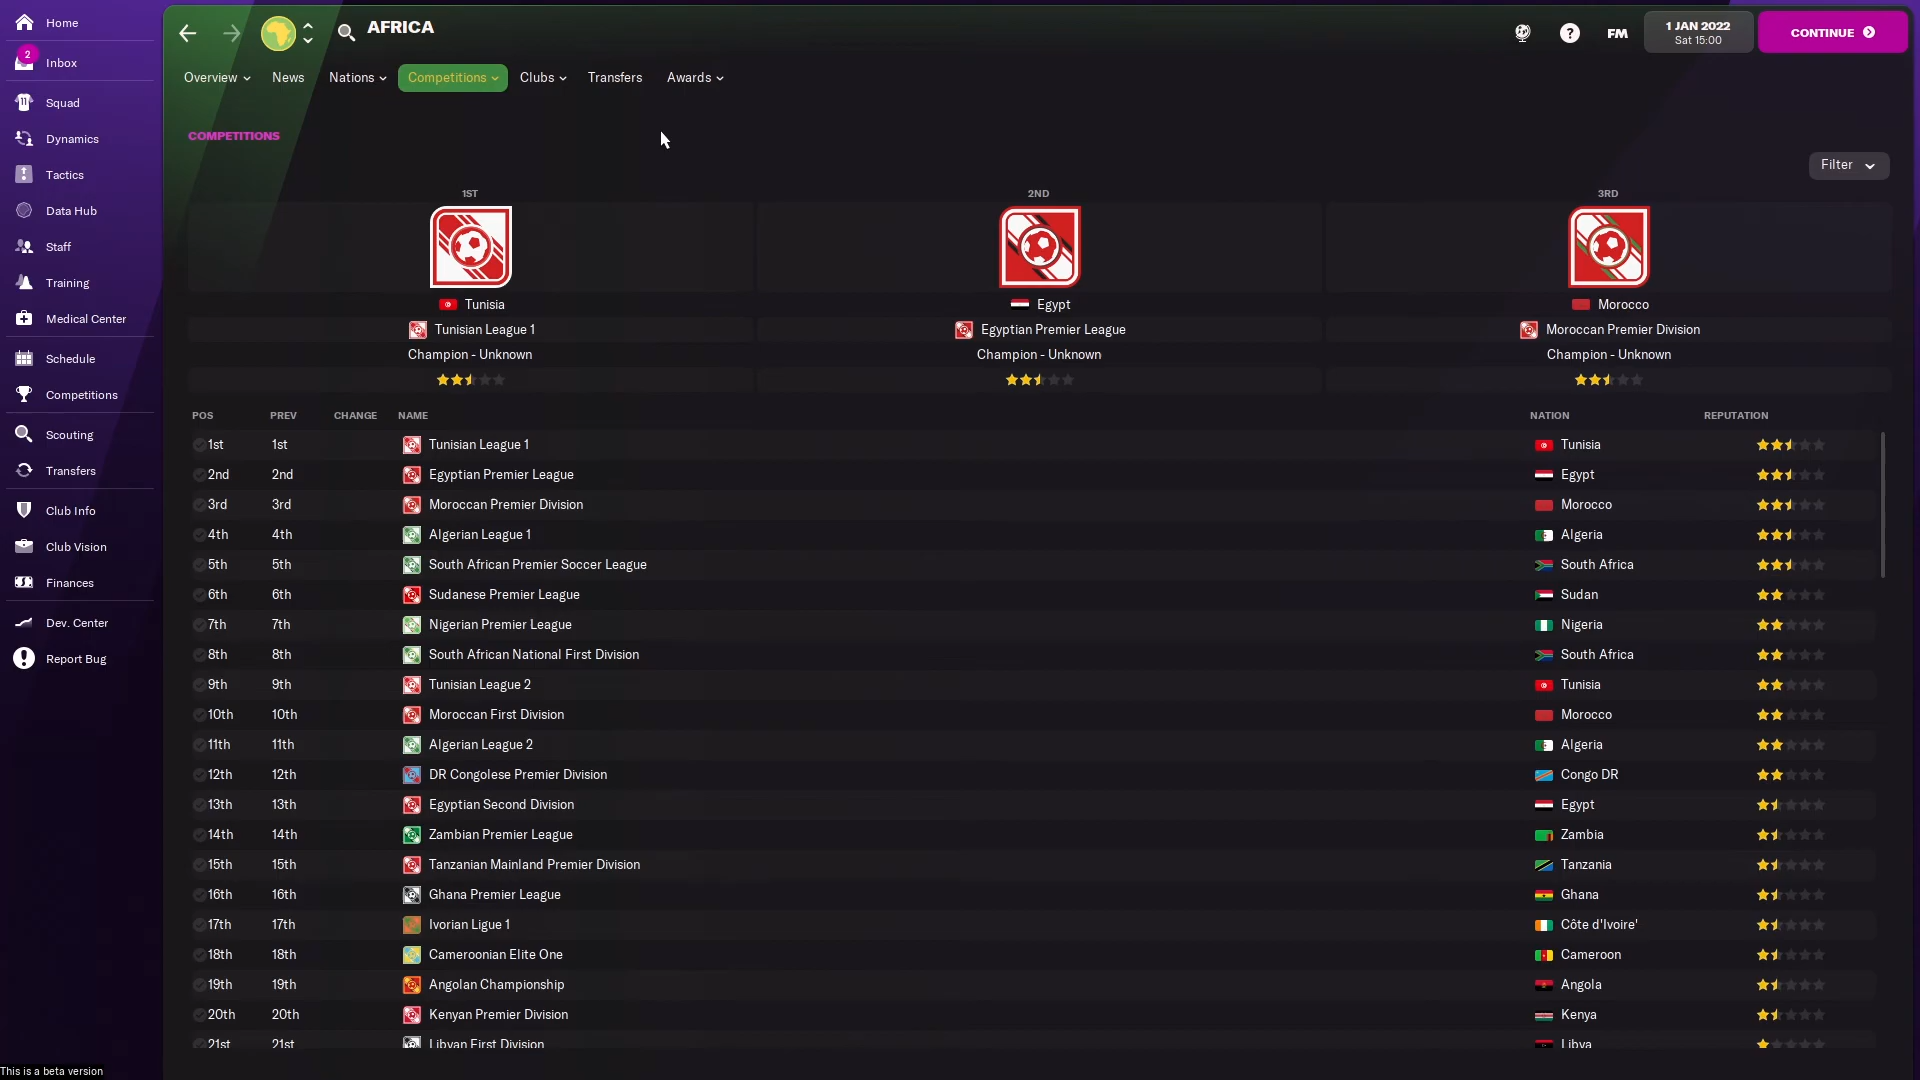 Home
2
Inbox
Squad
Dynamics
Tactics
Data Hub
Staff
Training
Medical Center
Schedule
Competitions
Scouting
Transfers
Club Info
Club Vision
Finances
Dev. Center
Report Bug
This is a beta version
AFRICA
? FM
1 JAN 2022
Sat 15:00
CONTINUE
Overview News Nations Competitions Clubs Transfers Awards
COMPETITIONS
Filter
1ST 2ND 3RD
Tunisia Egypt Morocco
Tunisian League 1 Egyptian Premier League Moroccan Premier Division
Champion - Unknown Champion - Unknown Champion - Unknown
POS PREV CHANGE NAME NATION REPUTATION
1st 1st Tunisian League 1 Tunisia
2nd 2nd Egyptian Premier League Egypt
3rd 3rd Moroccan Premier Division Morocco
4th 4th Algerian League 1 Algeria
5th 5th South African Premier Soccer League South Africa
6th 6th Sudanese Premier League Sudan
7th 7th Nigerian Premier League Nigeria
8th 8th South African National First Division South Africa
9th 9th Tunisian League 2 Tunisia
10th 10th Moroccan First Division Morocco
11th 11th Algerian League 2 Algeria
12th 12th DR Congolese Premier Division Congo DR
13th 13th Egyptian Second Division Egypt
14th 14th Zambian Premier League Zambia
15th 15th Tanzanian Mainland Premier Division Tanzania
16th 16th Ghana Premier League Ghana
17th 17th Ivorian Ligue 1 Côte d'Ivoire'
18th 18th Cameroonian Elite One Cameroon
19th 19th Angolan Championship Angola
20th 20th Kenyan Premier Division Kenya
21st 21st Libyan First Division Libya